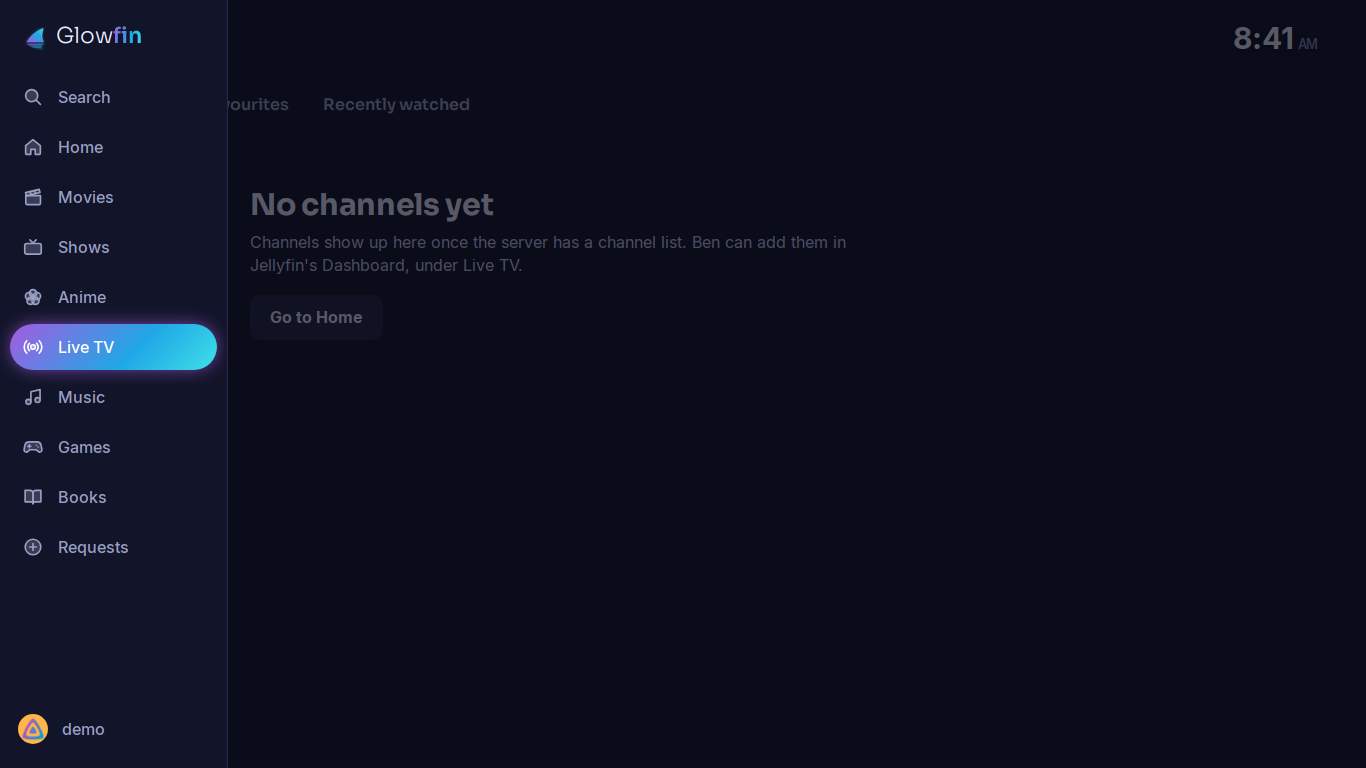 Glowfin
8:41 AM
Search
vourites Recently watched
Home
Movies
No channels yet
Shows
Channels show up here once the server has a channel list. Ben can add them in
Jellyfin's Dashboard, under Live TV.
Anime
Go to Home
Live TV
Music
Games
Books
Requests
demo